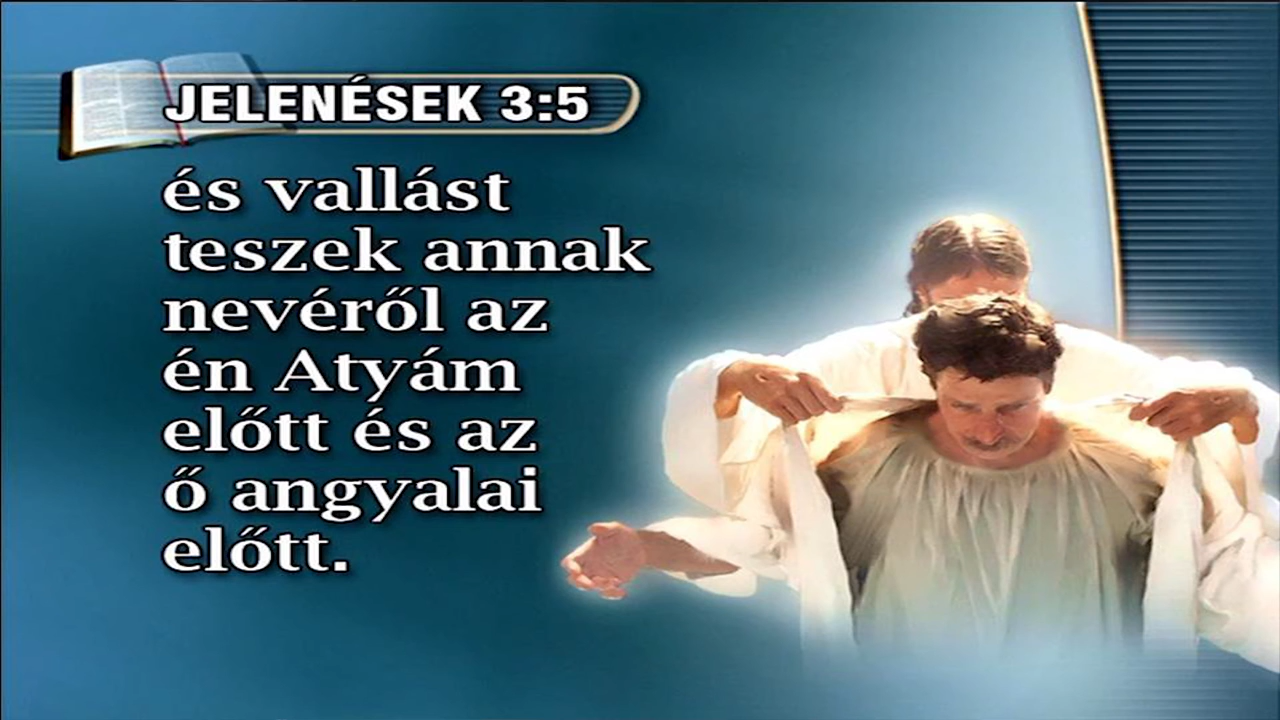 JELENÉSEK 3:5
és vallást
teszek annak
nevéről az
én Atyám
előtt és az
ő angyalai
előtt.